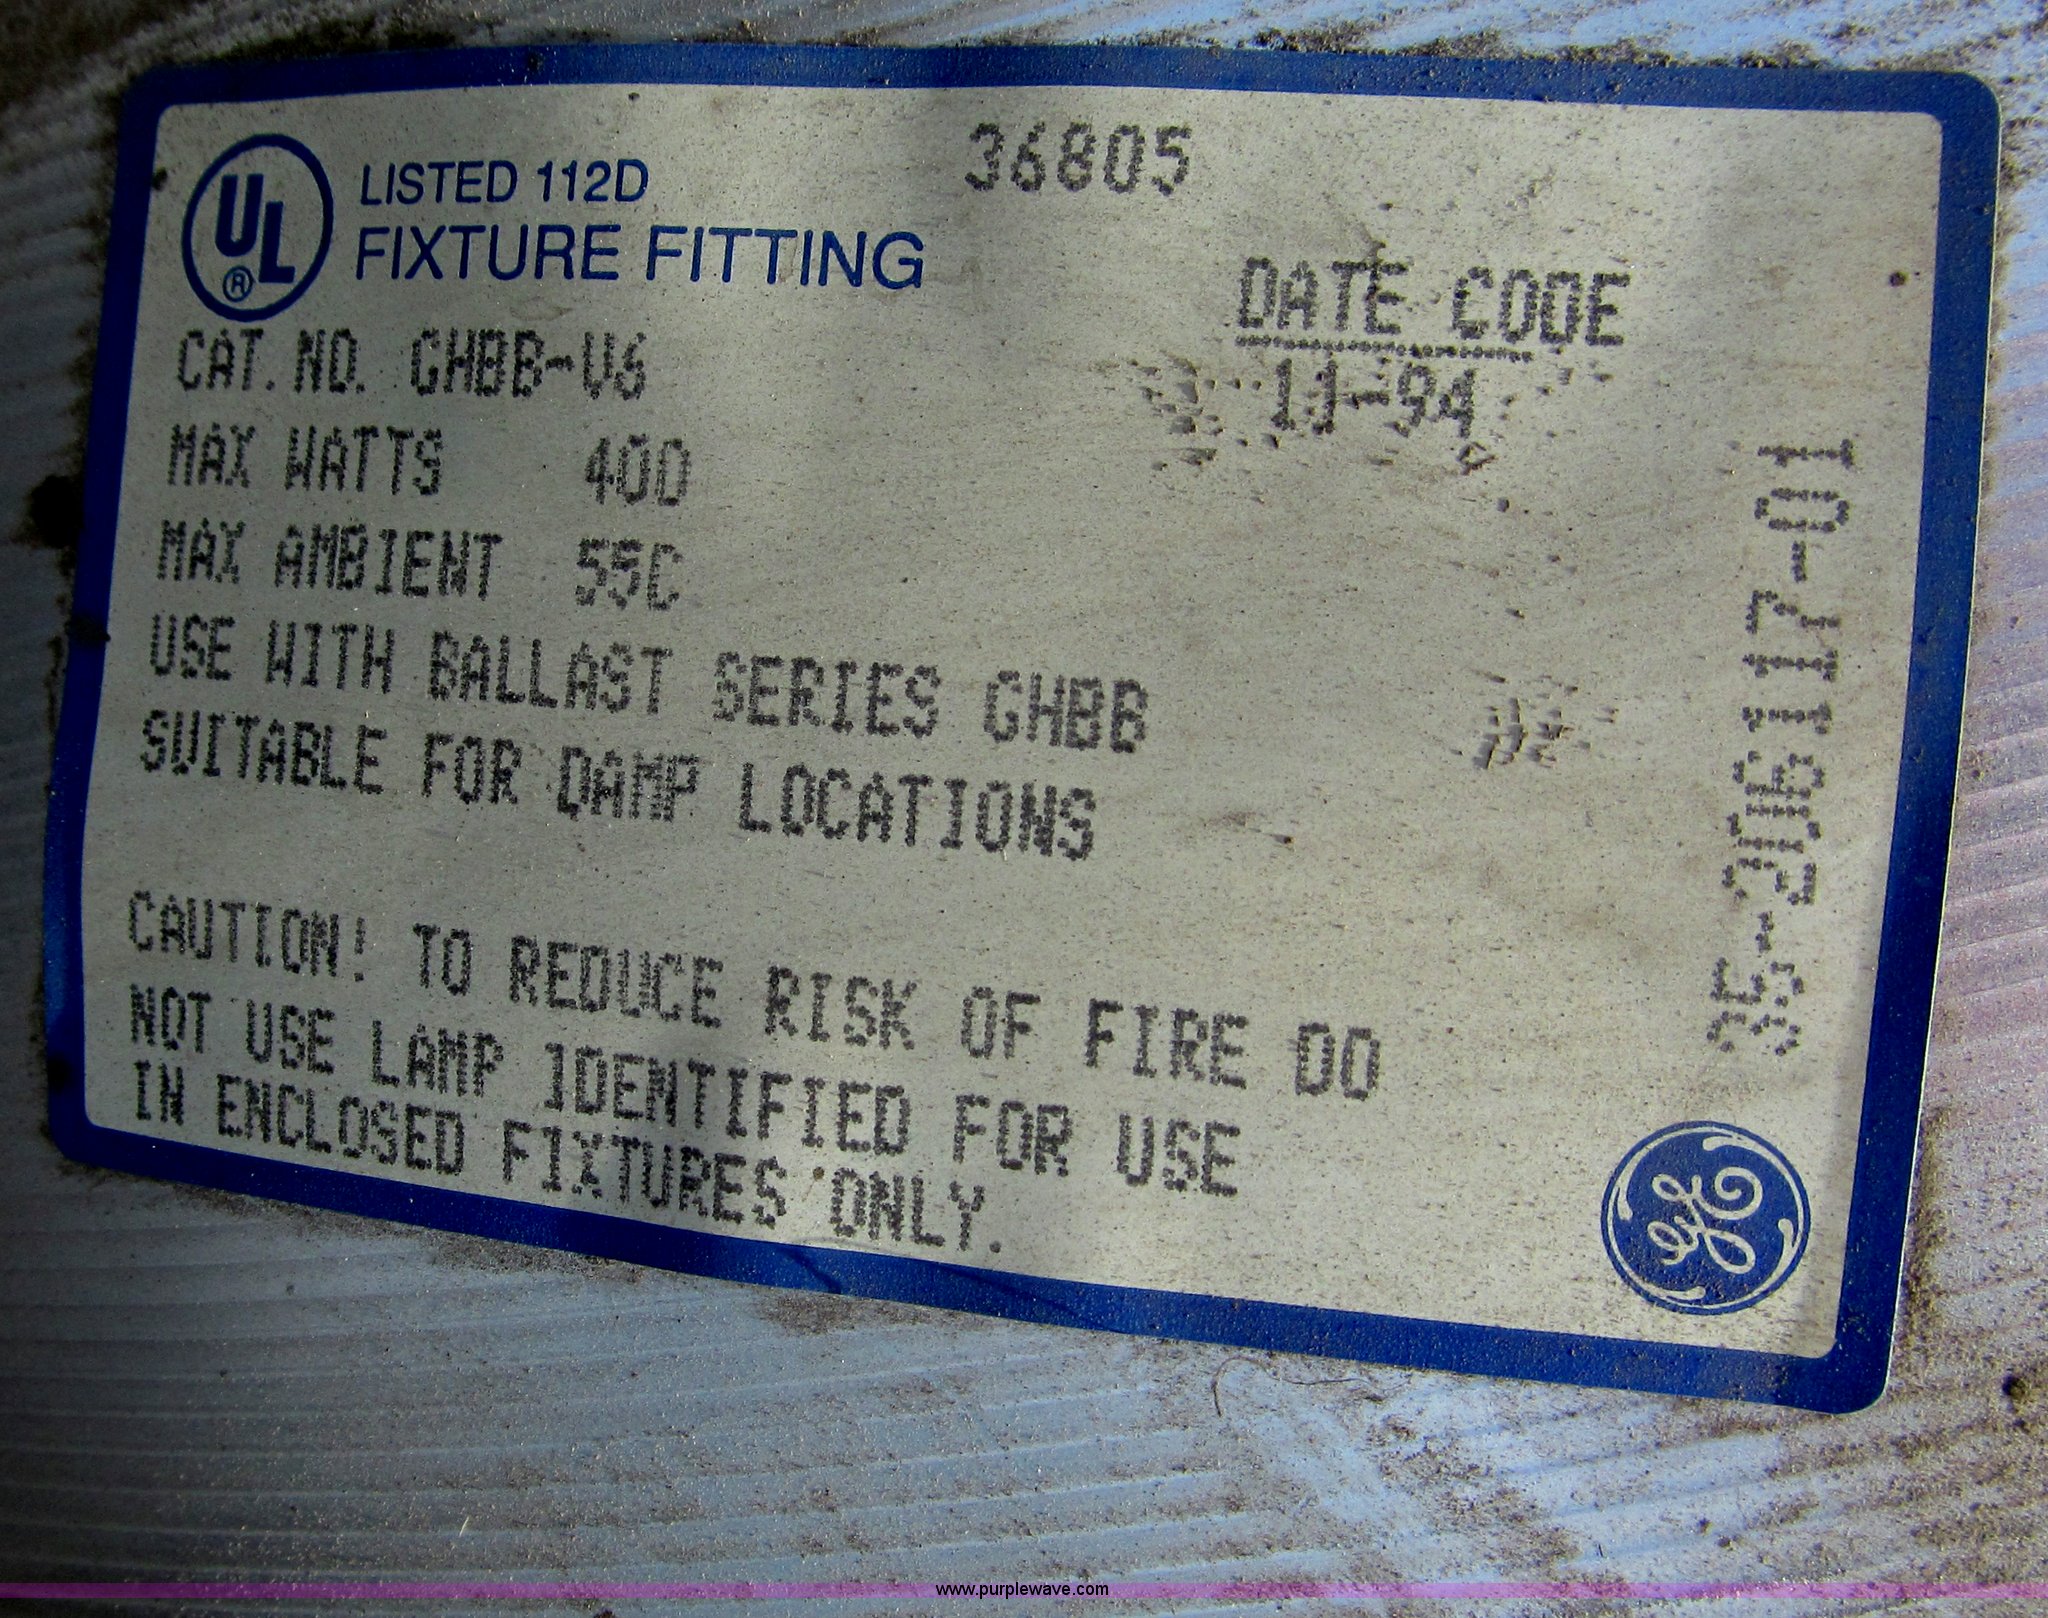 UL
®
LISTED 112D
FIXTURE FITTING
36805
DATE CODE
11-94
CAT. NO. GHBB-V6
MAX WATTS 400
MAX AMBIENT 55C
USE WITH BALLAST SERIES GHBB
SUITABLE FOR DAMP LOCATIONS
CAUTION! TO REDUCE RISK OF FIRE DO
NOT USE LAMP IDENTIFIED FOR USE
IN ENCLOSED FIXTURES ONLY.
35-206117-01
GE
www.purplewave.com